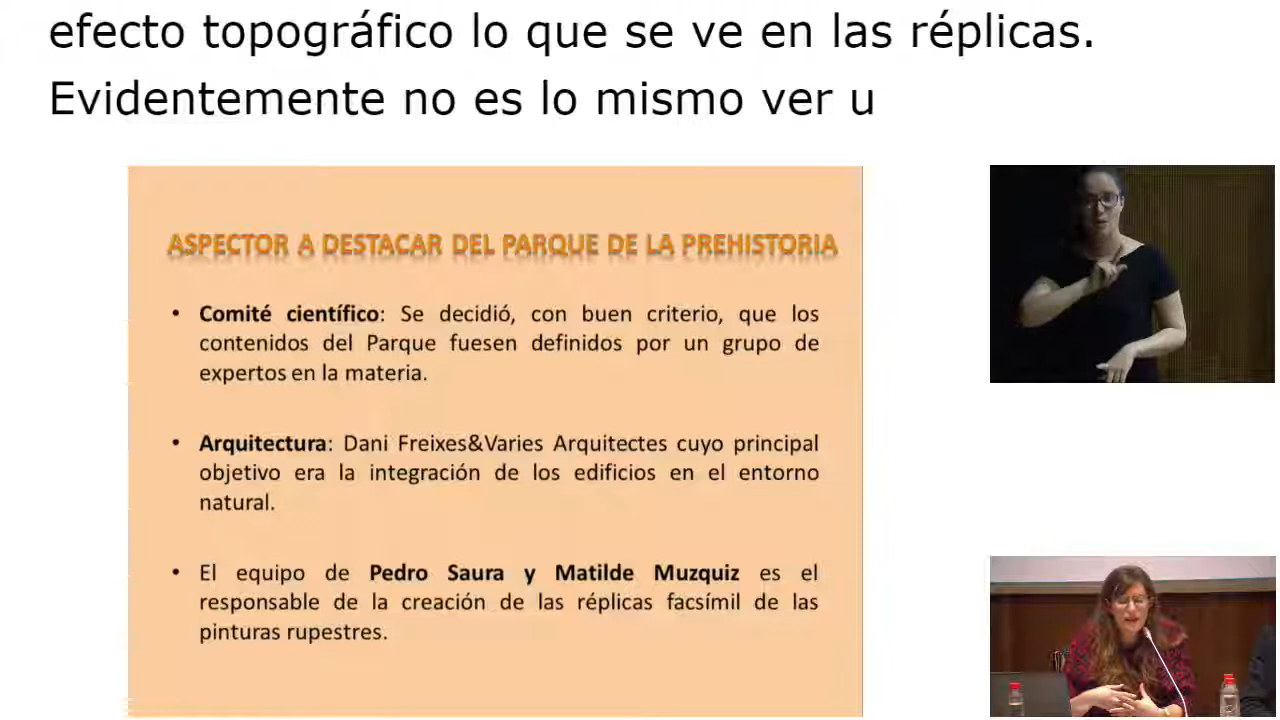 efecto topográfico lo que se ve en las réplicas.
Evidentemente no es lo mismo ver u
ASPECTOR A DESTACAR DEL PARQUE DE LA PREHISTORIA
• Comité científico: Se decidió, con buen criterio, que los
contenidos del Parque fuesen definidos por un grupo de
expertos en la materia.
• Arquitectura: Dani Freixes&Varies Arquitectes cuyo principal
objetivo era la integración de los edificios en el entorno
natural.
• El equipo de Pedro Saura y Matilde Muzquiz es el
responsable de la creación de las réplicas facsímil de las
pinturas rupestres.